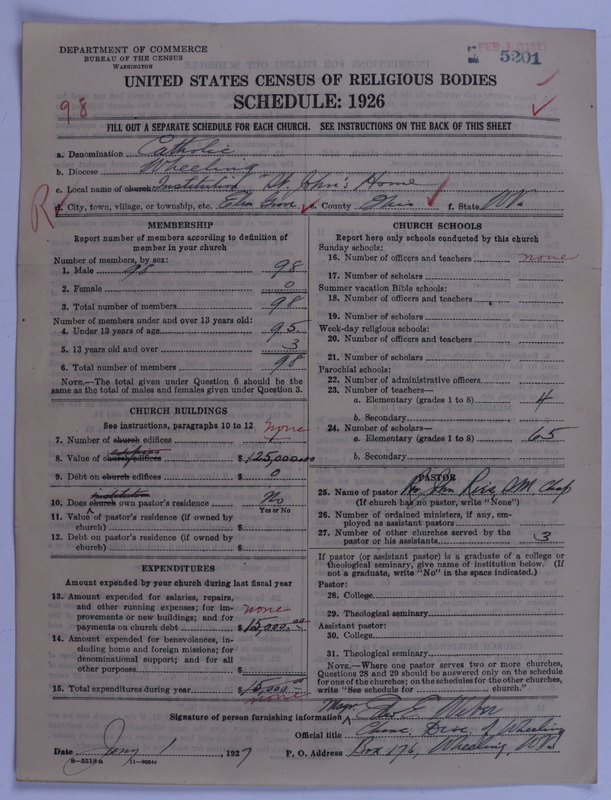 DEPARTMENT OF COMMERCE
BUREAU OF THE CENSUS
WASHINGTON
5201
UNITED STATES CENSUS OF RELIGIOUS BODIES
SCHEDULE: 1926
98
FILL OUT A SEPARATE SCHEDULE FOR EACH CHURCH. SEE INSTRUCTIONS ON THE BACK OF THIS SHEET
a. Denomination Catholic
b. Diocese Wheeling
c. Local name of church Institution "St. John's Home
d. City, town, village, or township, etc. Elm Grove e. County Ohio f. State W.Va.
MEMBERSHIP
Report number of members according to definition of
member in your church
Number of members, by sex:
1. Male 98 98
2. Female 0
3. Total number of members 98
Number of members under and over 13 years old:
4. Under 13 years of age 95
5. 13 years old and over 3
6. Total number of members 98
NOTE.—The total given under Question 6 should be the
same as the total of males and females given under Question 3.
CHURCH BUILDINGS
See instructions, paragraphs 10 to 12 none
7. Number of church edifices 1
8. Value of church edifices $125,000.00
9. Debt on church edifices $ 0
10. Does church institution own pastor's residence No
Yes or No
11. Value of pastor's residence (if owned by
church) $
12. Debt on pastor's residence (if owned by
church) $
EXPENDITURES
Amount expended by your church during last fiscal year
13. Amount expended for salaries, repairs,
and other running expenses; for im-
provements or new buildings; and for
payments on church debt none $15,000.00
14. Amount expended for benevolences, in-
cluding home and foreign missions; for
denominational support; and for all
other purposes $
15. Total expenditures during year $15,000.00
none
CHURCH SCHOOLS
Report here only schools conducted by this church
Sunday schools:
16. Number of officers and teachers none
17. Number of scholars
Summer vacation Bible schools:
18. Number of officers and teachers
19. Number of scholars
Week-day religious schools:
20. Number of officers and teachers
21. Number of scholars
Parochial schools:
22. Number of administrative officers
23. Number of teachers—
a. Elementary (grades 1 to 8) 4
b. Secondary
24. Number of scholars—
a. Elementary (grades 1 to 8) 65
b. Secondary
PASTOR
25. Name of pastor Rev. John O.M. Cap
(If church has no pastor, write "None")
26. Number of ordained ministers, if any, em-
ployed as assistant pastors
27. Number of other churches served by the
pastor or his assistants 3
If pastor (or assistant pastor) is a graduate of a college or
theological seminary, give name of institution below. (If
not a graduate, write "No" in the space indicated.)
Pastor:
28. College
29. Theological seminary
Assistant pastor:
30. College
31. Theological seminary
NOTE.—Where one pastor serves two or more churches,
Questions 28 and 29 should be answered only on the schedule
for one of the churches; on the schedules for the other churches,
write "See schedule for church."
Signature of person furnishing information Msgr. E Weber
Official title Chanc Dioc. of Wheeling
Date Jany 1 1927 P. O. Address Box 176, Wheeling, W.Va.
8—5518a 11—9054a